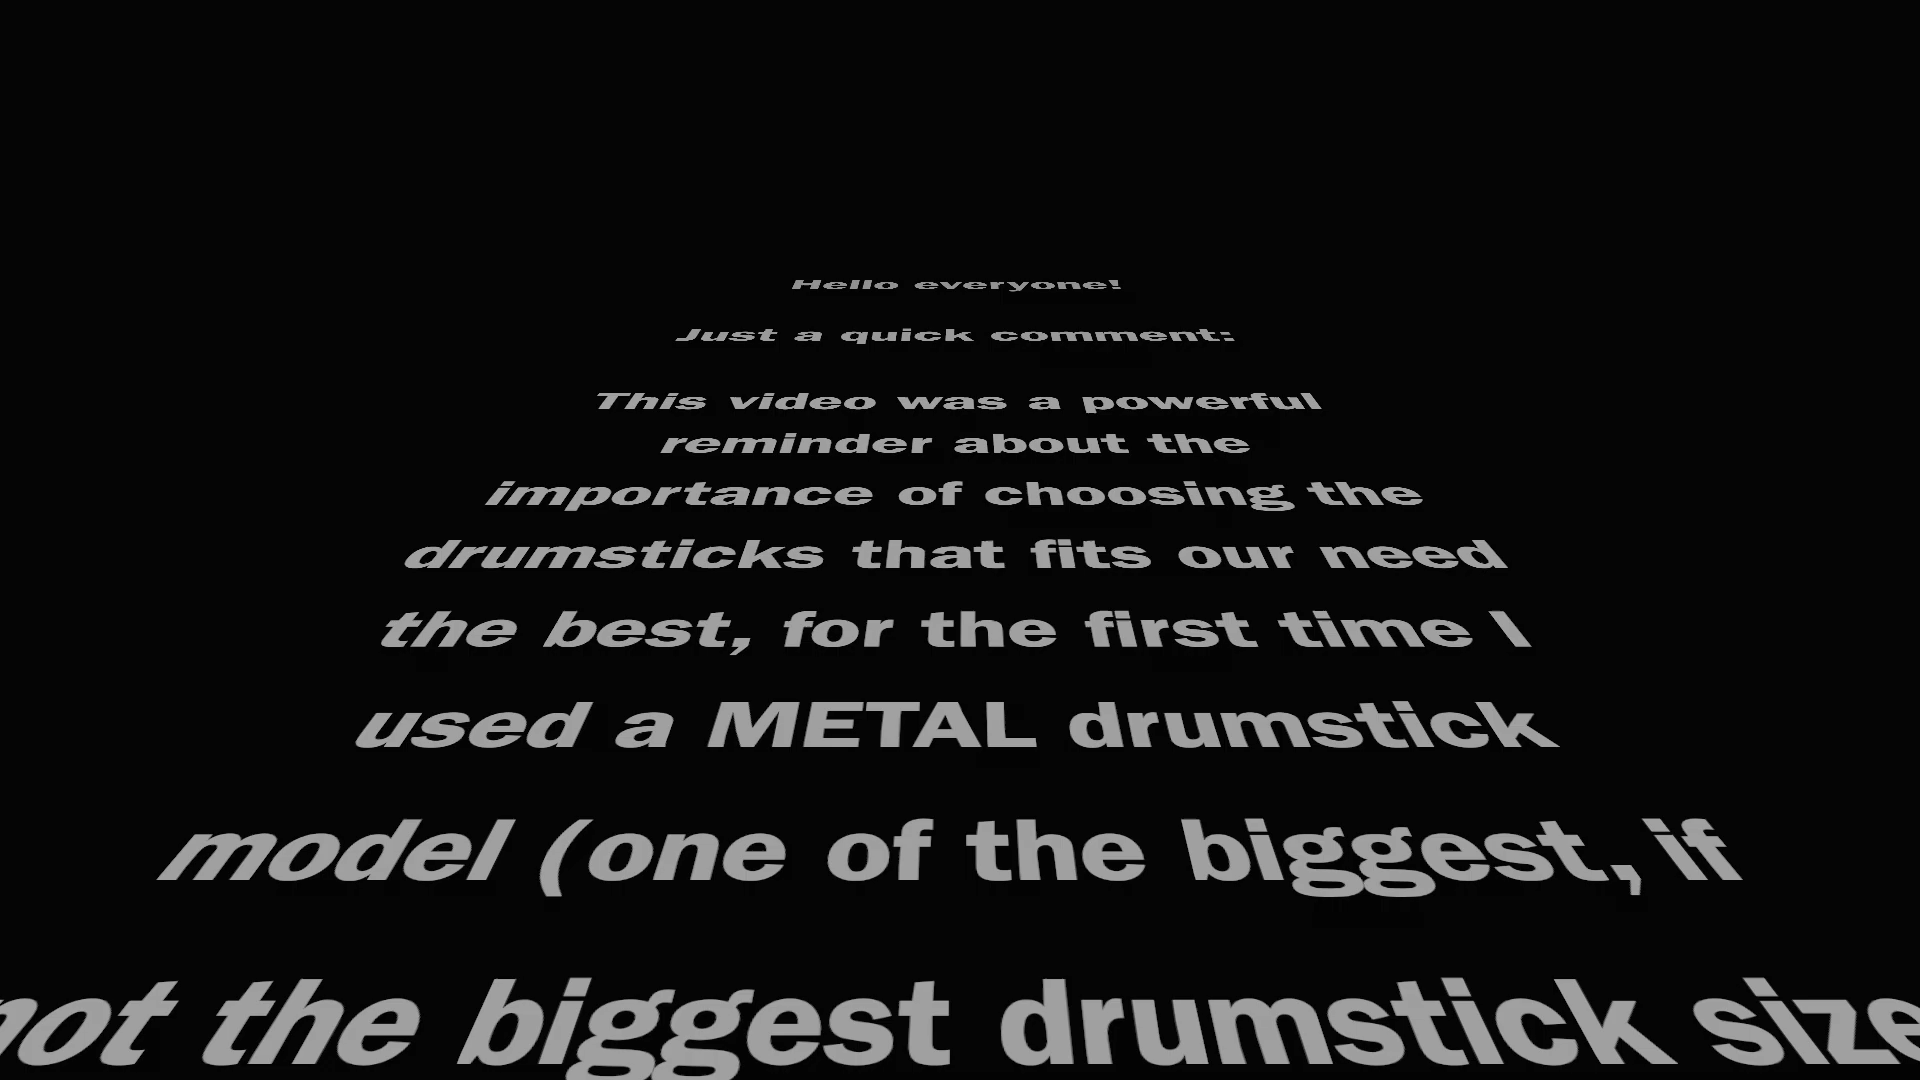 Hello everyone!
Just a quick comment:
This video was a powerful
reminder about the
importance of choosing the
drumsticks that fits our need
the best, for the first time I
used a METAL drumstick
model (one of the biggest, if
not the biggest drumstick size